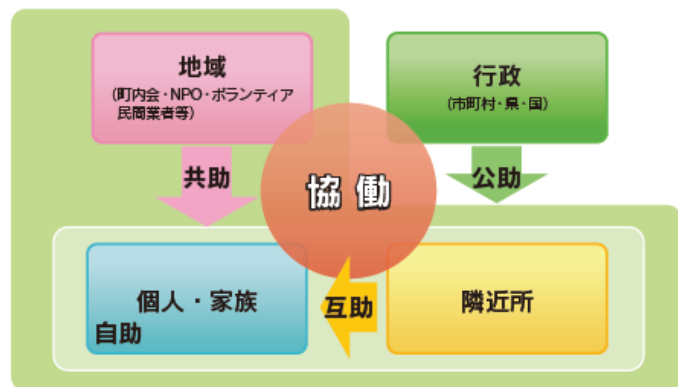 地域
(町内会・NPO・ボランティア
民間業者等)
行政
(市町村・県・国)
共助
協働
公助
個人・家族
自助
互助
隣近所